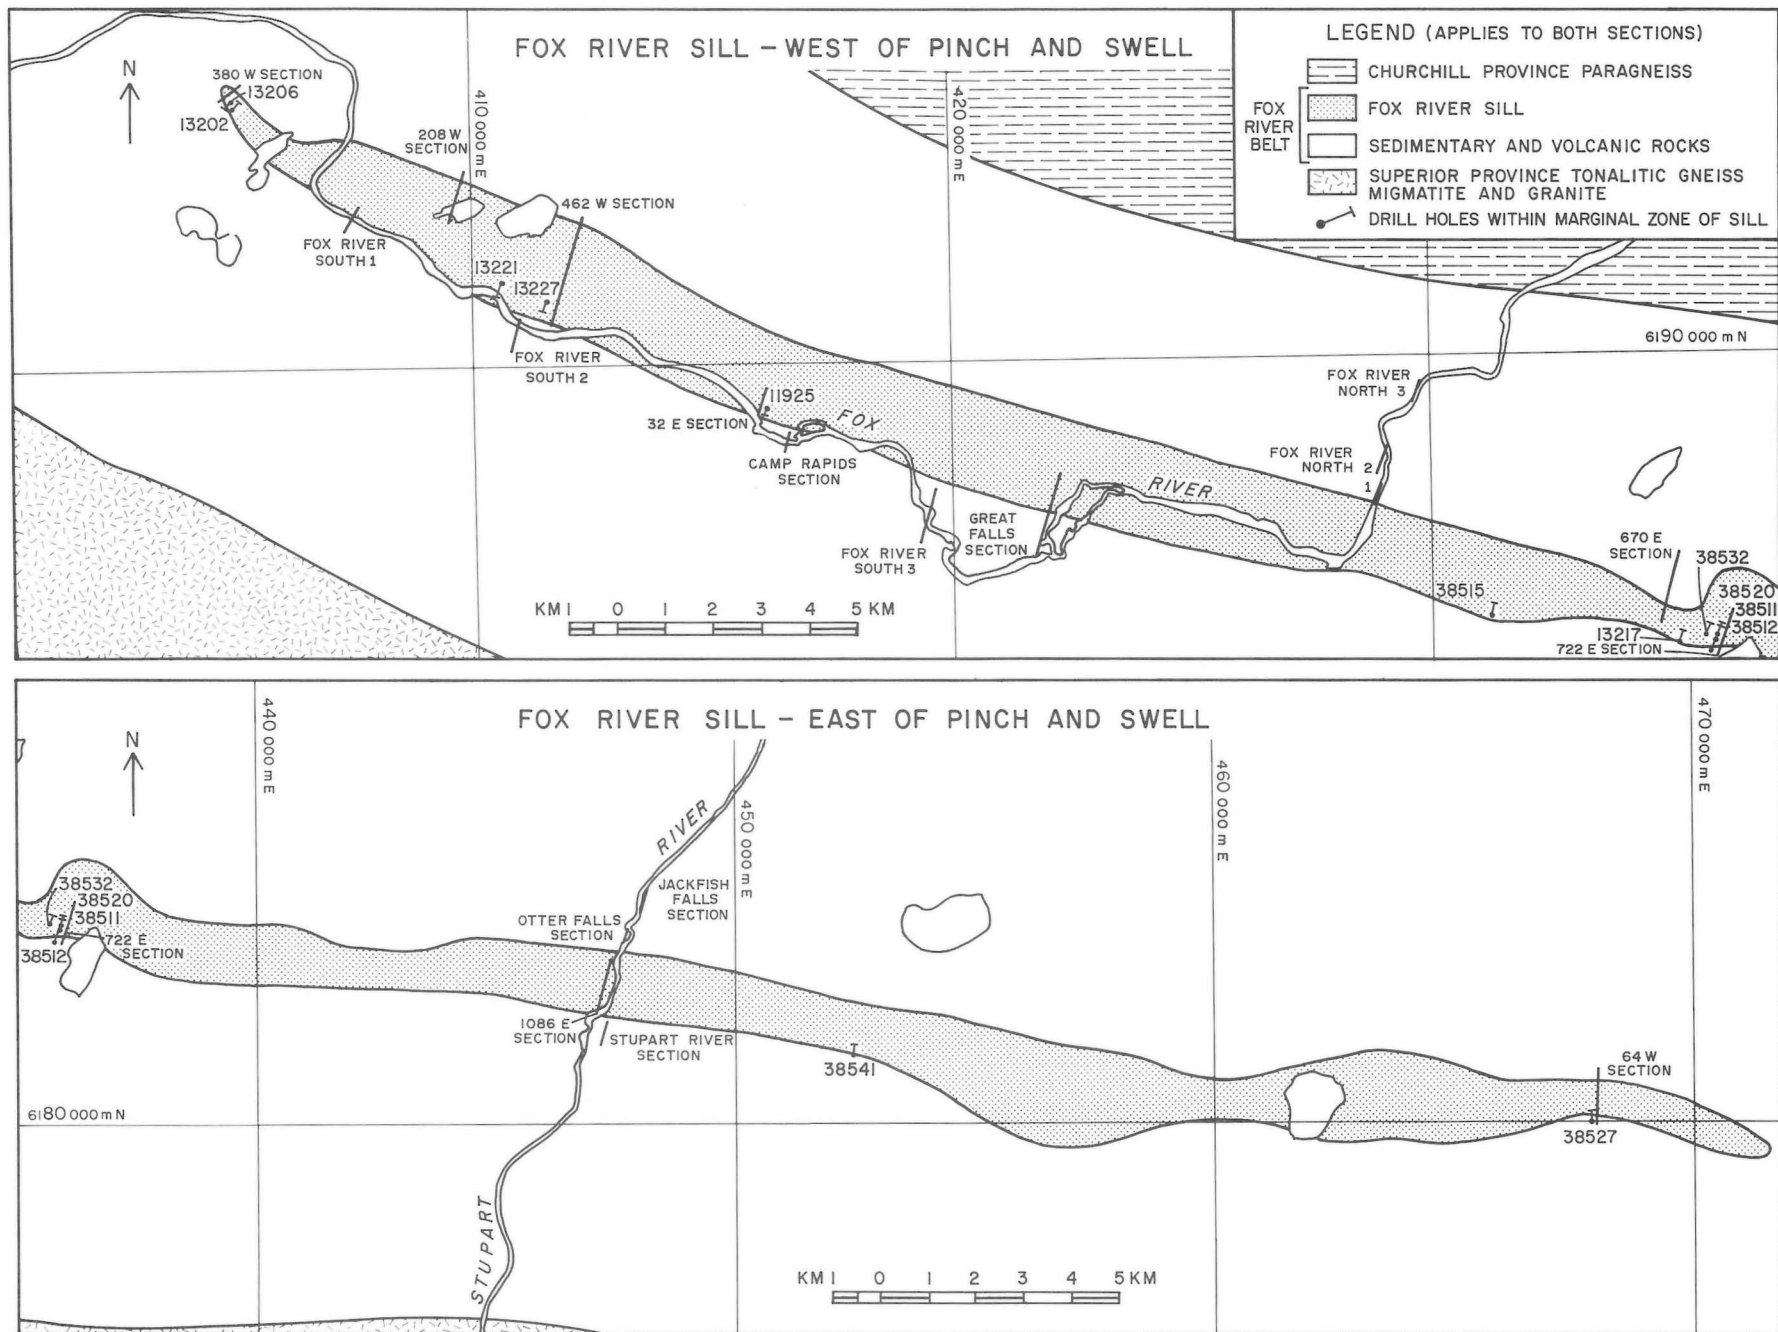 FOX RIVER SILL – WEST OF PINCH AND SWELL
LEGEND (APPLIES TO BOTH SECTIONS)
CHURCHILL PROVINCE PARAGNEISS
FOX RIVER SILL
SEDIMENTARY AND VOLCANIC ROCKS
FOX
RIVER
BELT
SUPERIOR PROVINCE TONALITIC GNEISS
MIGMATITE AND GRANITE
DRILL HOLES WITHIN MARGINAL ZONE OF SILL
N
380 W SECTION
13206
13202
410 000 m E
420 000 m E
208 W
SECTION
462 W SECTION
FOX RIVER
SOUTH 1
13221
13227
FOX RIVER
SOUTH 2
6190 000 m N
11925
32 E SECTION
FOX
RIVER
CAMP RAPIDS
SECTION
FOX RIVER
NORTH 3
FOX RIVER
NORTH 2
1
FOX RIVER
SOUTH 3
GREAT
FALLS
SECTION
670 E
SECTION
38532
38520
38511
38512
38515
13217
722 E SECTION
KM 1 0 1 2 3 4 5 KM
FOX RIVER SILL – EAST OF PINCH AND SWELL
N
440 000 m E
450 000 m E
460 000 m E
470 000 m E
RIVER
JACKFISH
FALLS
SECTION
OTTER FALLS
SECTION
38532
38520
38511
722 E
SECTION
38512
1086 E
SECTION
STUPART RIVER
SECTION
38541
64 W
SECTION
38527
6180 000 m N
STUPART
KM 1 0 1 2 3 4 5 KM